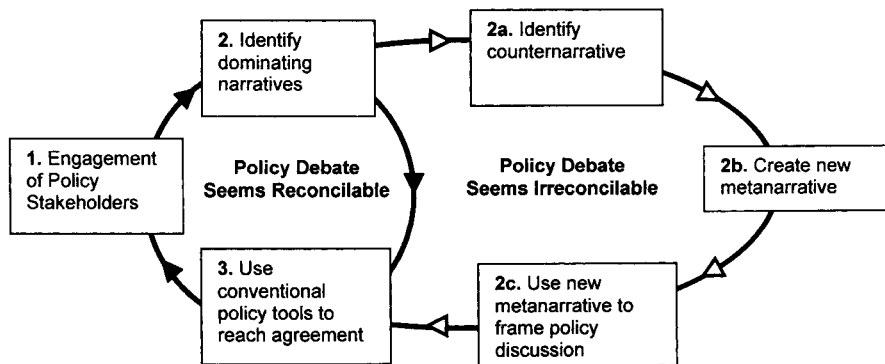 2. Identify
dominating
narratives
2a. Identify
counternarrative
1. Engagement
of Policy
Stakeholders
Policy Debate
Seems Reconcilable
Policy Debate
Seems Irreconcilable
2b. Create new
metanarrative
3. Use
conventional
policy tools to
reach agreement
2c. Use new
metanarrative to
frame policy
discussion